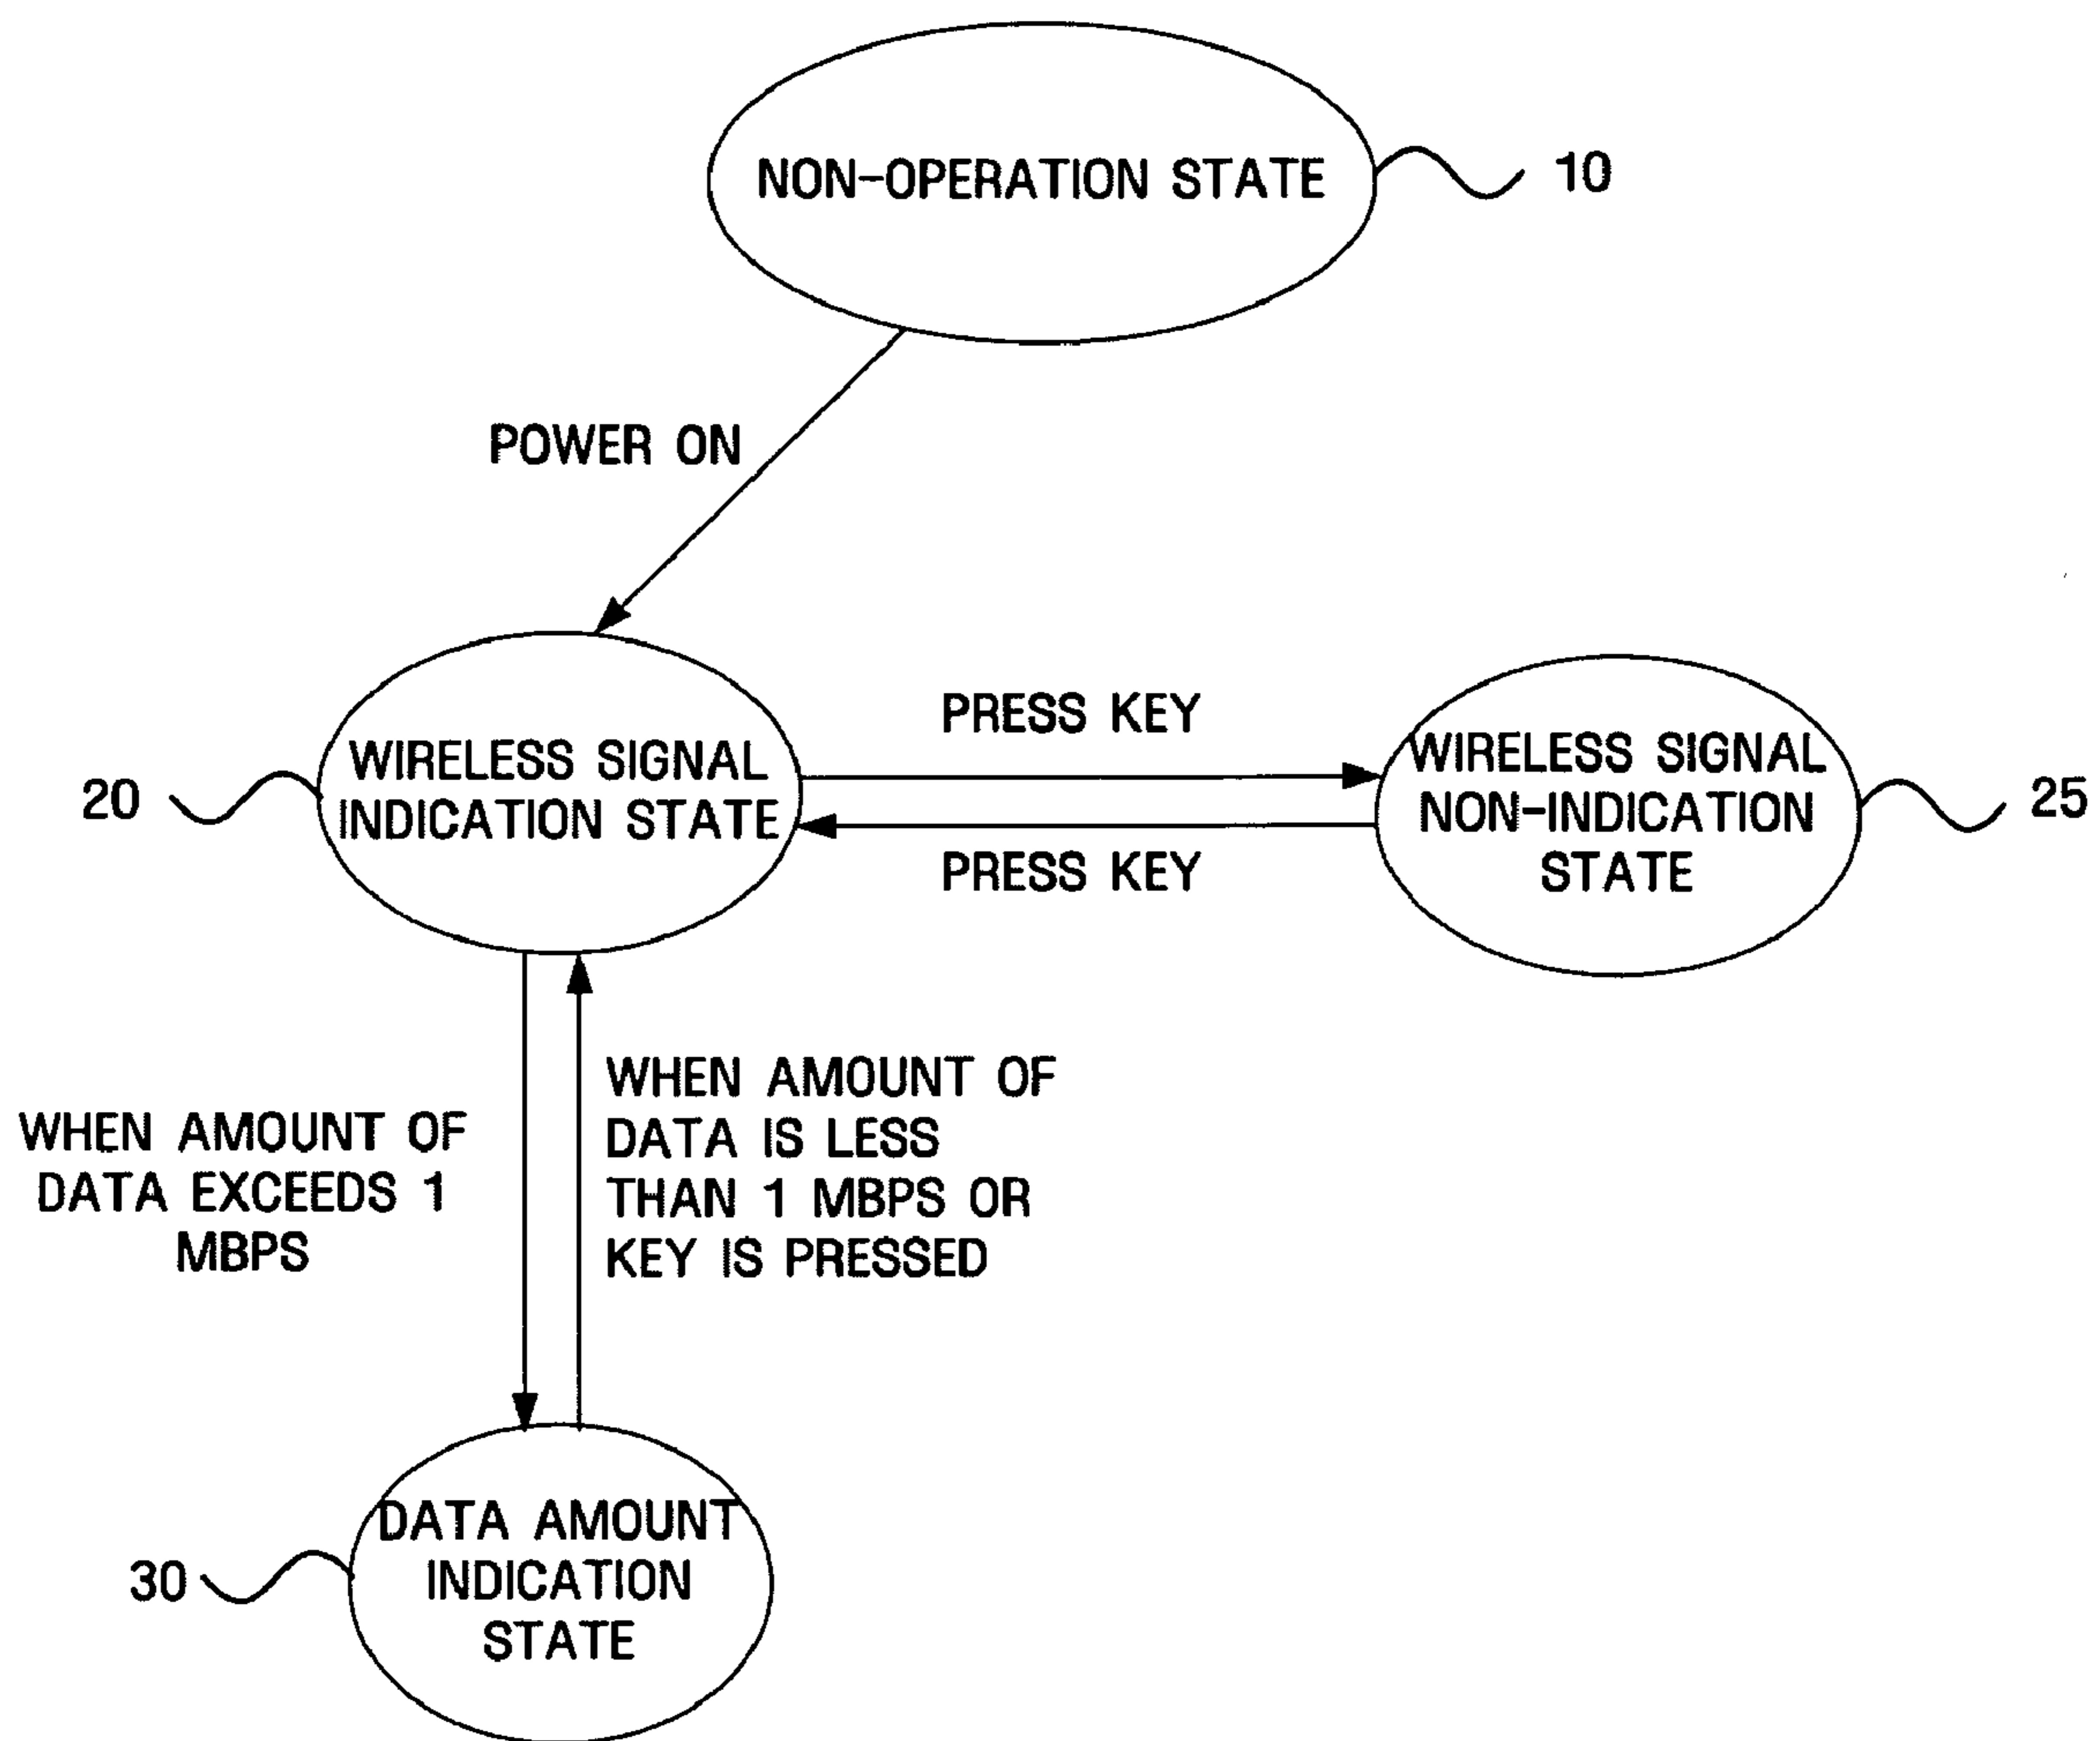 NON-OPERATION STATE
10
POWER ON
20
WIRELESS SIGNAL
INDICATION STATE
PRESS KEY
PRESS KEY
WIRELESS SIGNAL
NON-INDICATION
STATE
25
WHEN AMOUNT OF
DATA EXCEEDS 1
MBPS
WHEN AMOUNT OF
DATA IS LESS
THAN 1 MBPS OR
KEY IS PRESSED
30
DATA AMOUNT
INDICATION
STATE